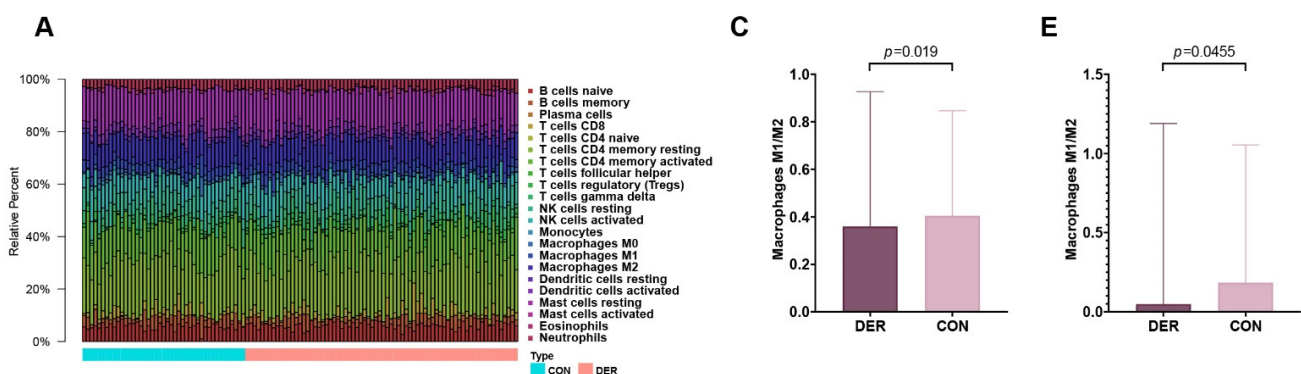 A
100%
80%
60%
40%
20%
0%
Relative Percent
B cells naive
B cells memory
Plasma cells
T cells CD8
T cells CD4 naive
T cells CD4 memory resting
T cells CD4 memory activated
T cells follicular helper
T cells regulatory (Tregs)
T cells gamma delta
NK cells resting
NK cells activated
Monocytes
Macrophages M0
Macrophages M1
Macrophages M2
Dendritic cells resting
Dendritic cells activated
Mast cells resting
Mast cells activated
Eosinophils
Neutrophils
Type
CON DER
C
p=0.019
1.0
0.8
0.6
0.4
0.2
0.0
Macrophages M1/M2
DER CON
E
p=0.0455
1.5
1.0
0.5
0.0
Macrophages M1/M2
DER CON